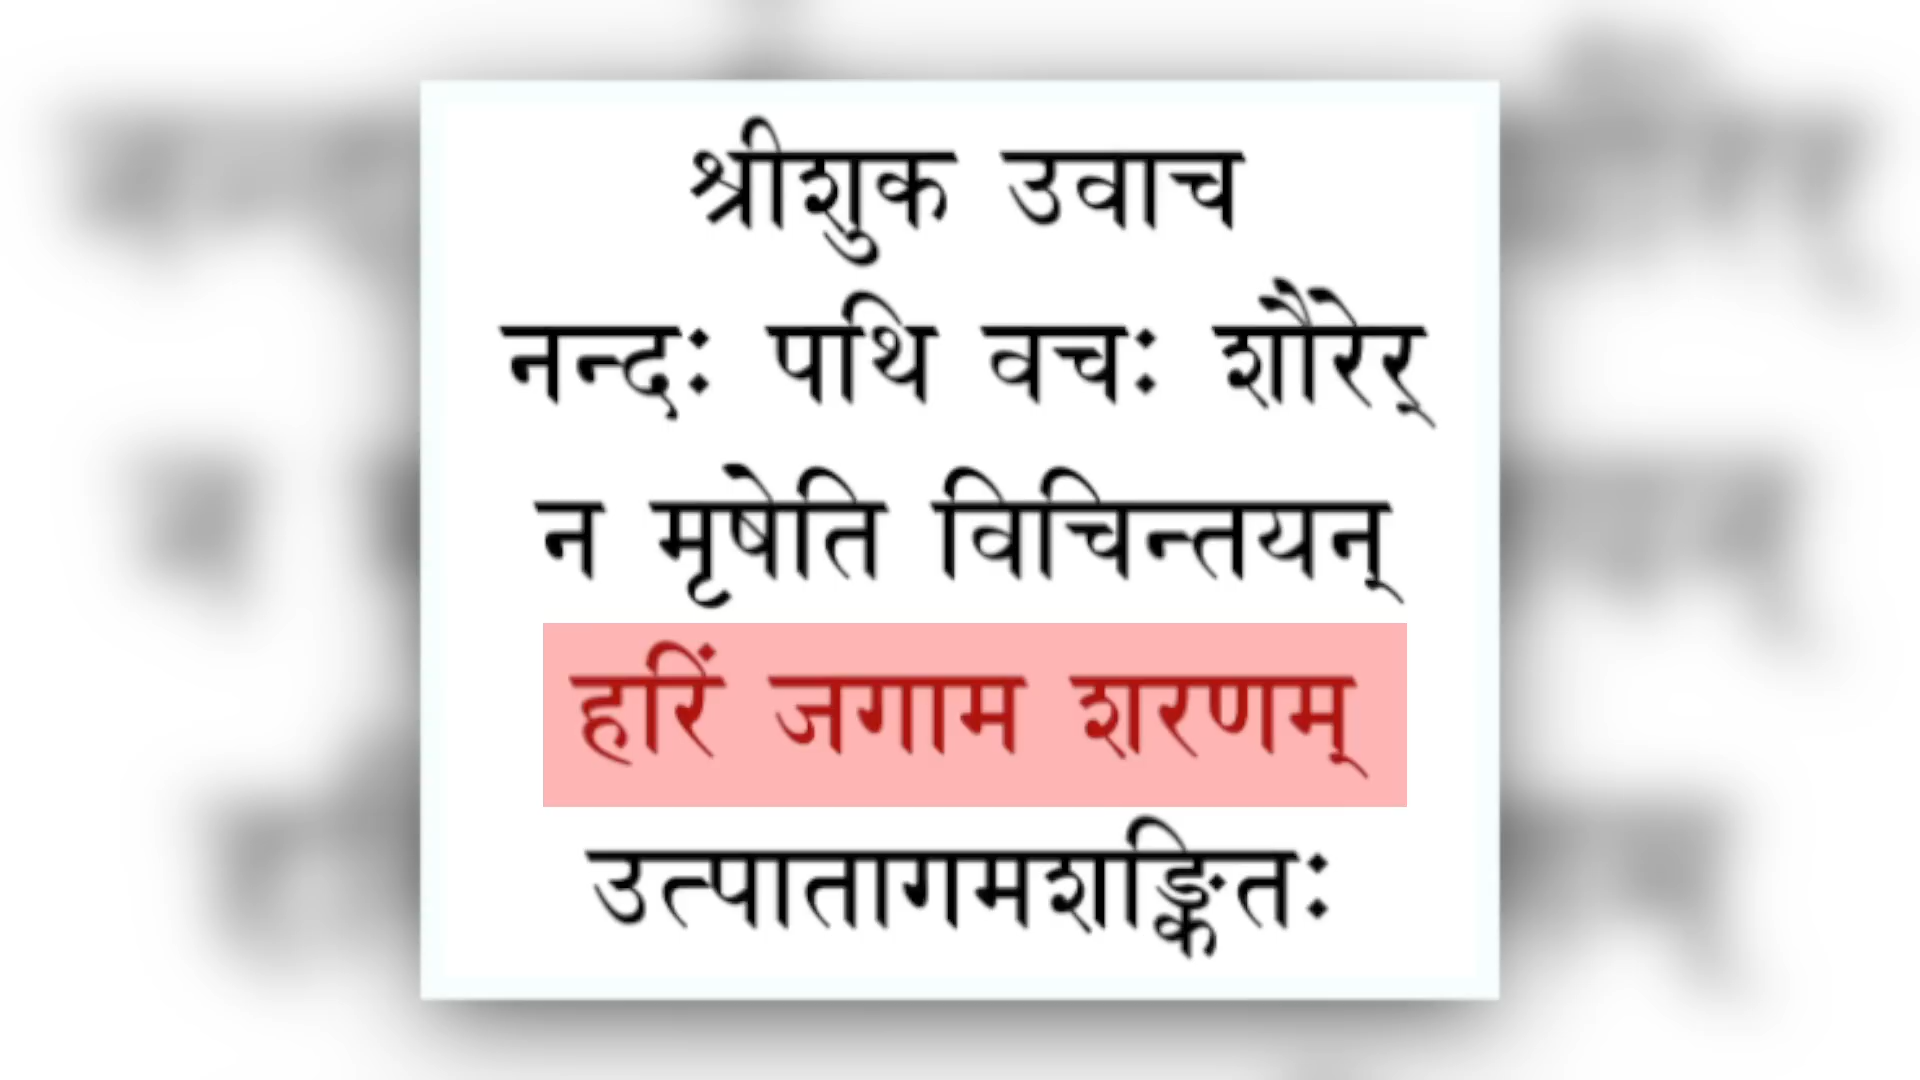 श्रीशुक उवाच
नन्दः पथि वचः शौरेर्
न मृषेति विचिन्तयन्
हरिं जगाम शरणम्
उत्पातागमशङ्कितः